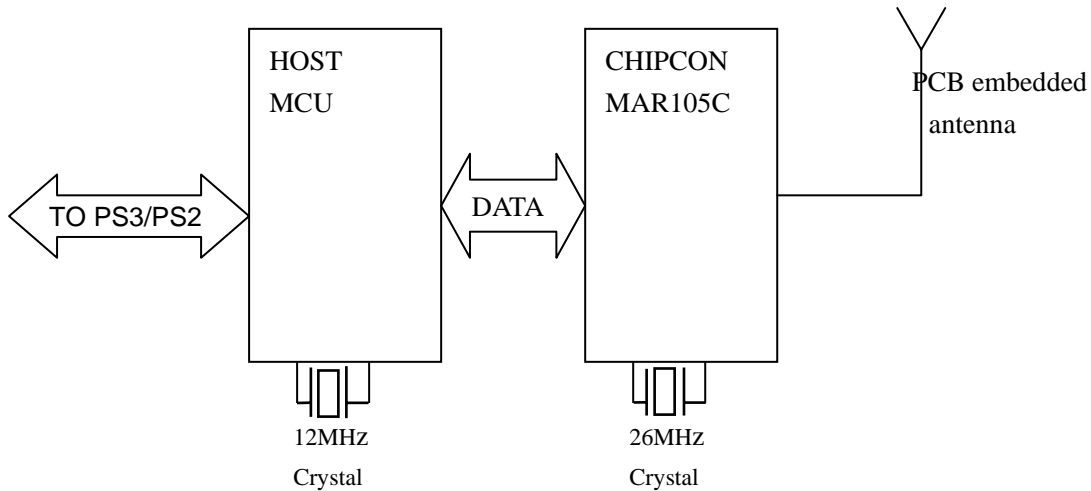 HOST
MCU
CHIPCON
MAR105C
PCB embedded
antenna
TO PS3/PS2
DATA
12MHz
Crystal
26MHz
Crystal